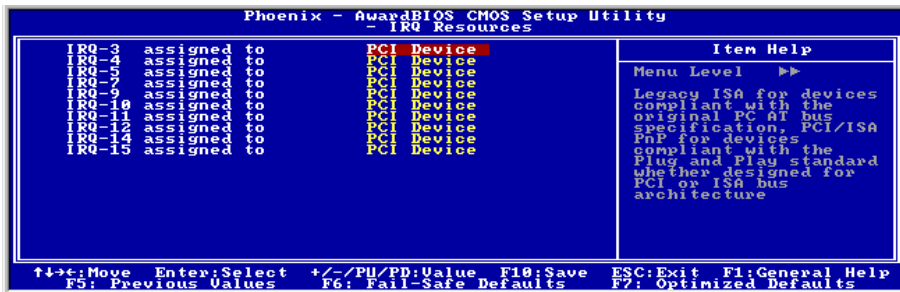 Phoenix - AwardBIOS CMOS Setup Utility
- IRQ Resources
IRQ-3 assigned to PCI Device
IRQ-4 assigned to PCI Device
IRQ-5 assigned to PCI Device
IRQ-7 assigned to PCI Device
IRQ-9 assigned to PCI Device
IRQ-10 assigned to PCI Device
IRQ-11 assigned to PCI Device
IRQ-12 assigned to PCI Device
IRQ-14 assigned to PCI Device
IRQ-15 assigned to PCI Device
Item Help
Menu Level ▶▶
Legacy ISA for devices
compliant with the
original PC AT bus
specification, PCI/ISA
PnP for devices
compliant with the
Plug and Play standard
whether designed for
PCI or ISA bus
architecture
↑↓→←:Move Enter:Select +/-/PU/PD:Value F10:Save ESC:Exit F1:General Help
F5: Previous Values F6: Fail-Safe Defaults F7: Optimized Defaults